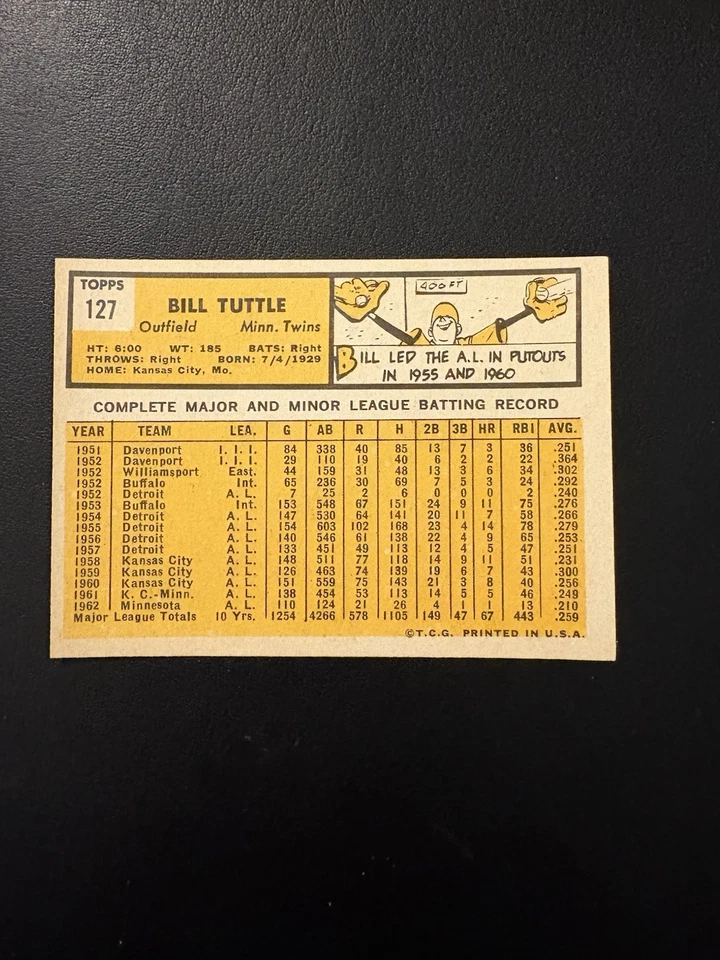 TOPPS
127
BILL TUTTLE
Outfield Minn. Twins
HT: 6:00 WT: 185 BATS: Right
THROWS: Right BORN: 7/4/1929
HOME: Kansas City, Mo.
400 FT
BILL LED THE A.L. IN PUTOUTS
IN 1955 AND 1960
COMPLETE MAJOR AND MINOR LEAGUE BATTING RECORD
YEAR TEAM LEA. G AB R H 2B 3B HR RBI AVG.
1951 Davenport I. I. I. 84 338 40 85 13 7 3 36 .251
1952 Davenport I. I. I. 29 110 19 40 6 2 2 22 .364
1952 Williamsport East. 44 159 31 48 13 3 6 34 .302
1952 Buffalo Int. 65 236 30 69 7 5 3 24 .292
1952 Detroit A. L. 7 25 2 6 0 0 0 2 .240
1953 Buffalo Int. 153 548 67 151 24 9 11 75 .276
1954 Detroit A. L. 147 530 64 141 20 11 7 58 .266
1955 Detroit A. L. 154 603 102 168 23 4 14 78 .279
1956 Detroit A. L. 140 546 61 138 22 4 9 65 .253
1957 Detroit A. L. 133 451 49 113 12 4 5 47 .251
1958 Kansas City A. L. 148 511 77 118 14 9 11 51 .231
1959 Kansas City A. L. 126 463 74 139 19 6 7 43 .300
1960 Kansas City A. L. 151 559 75 143 21 3 8 40 .256
1961 K. C.-Minn. A. L. 138 454 53 113 14 5 5 46 .249
1962 Minnesota A. L. 110 124 21 26 4 1 1 13 .210
Major League Totals 10 Yrs. 1254 4266 578 1105 149 47 67 443 .259
©T.C.G. PRINTED IN U.S.A.